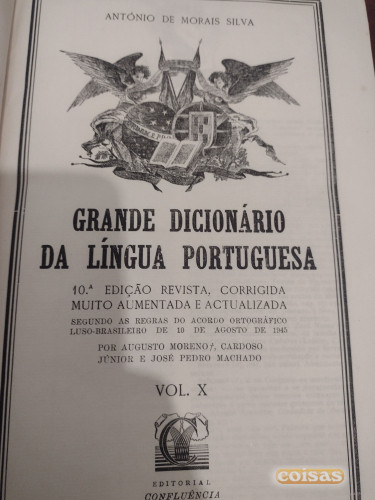 ANTÓNIO DE MORAIS SILVA
GRANDE DICIONÁRIO
DA LÍNGUA PORTUGUESA
10.ª EDIÇÃO REVISTA, CORRIGIDA
MUITO AUMENTADA E ACTUALIZADA
SEGUNDO AS REGRAS DO ACORDO ORTOGRÁFICO
LUSO-BRASILEIRO DE 10 DE AGOSTO DE 1945
POR AUGUSTO MORENO†, CARDOSO
JÚNIOR E JOSÉ PEDRO MACHADO
VOL. X
EDITORIAL
CONFLUÊNCIA
coisas